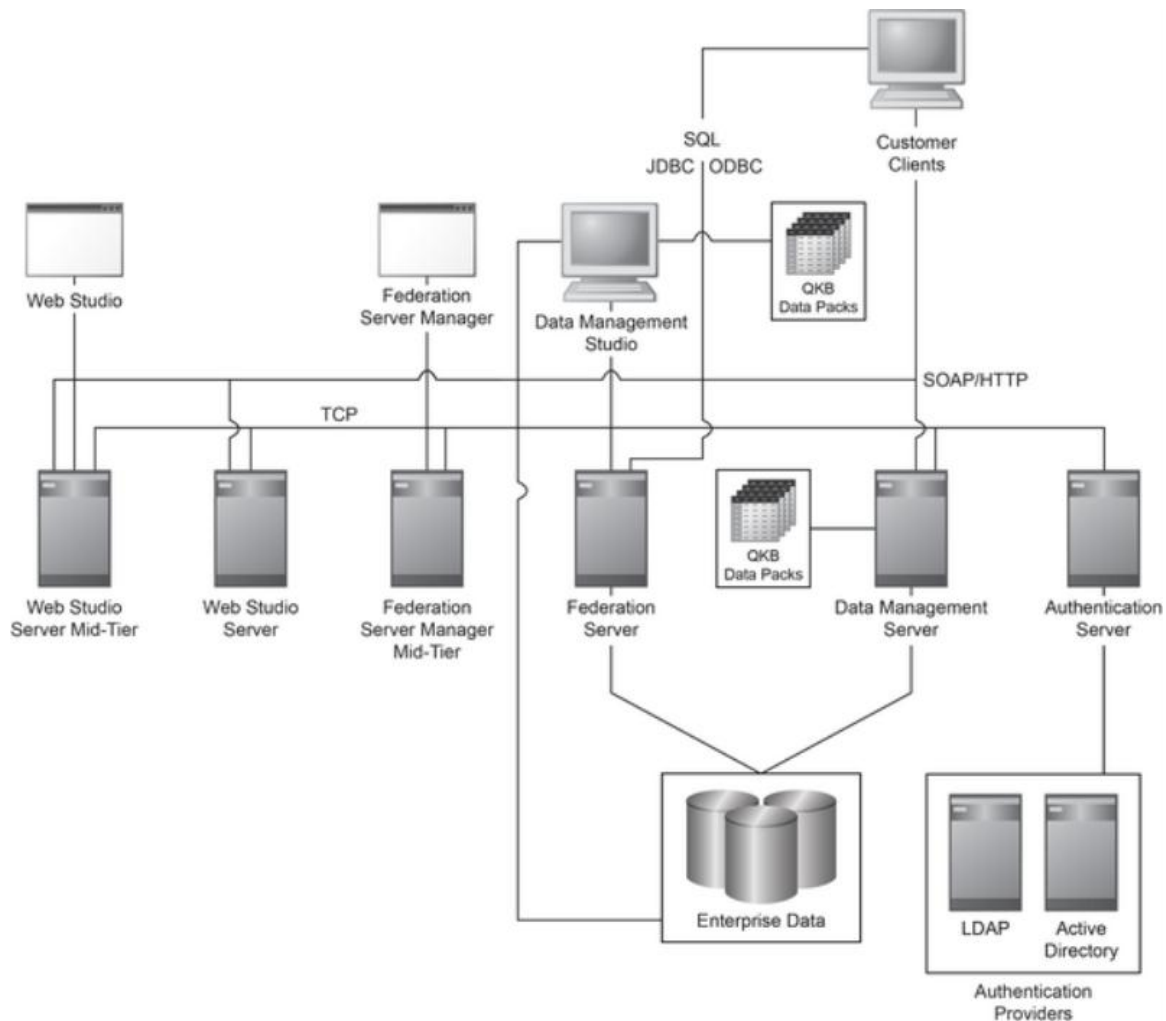 SQL
JDBC ODBC
Customer
Clients
Web Studio
Federation
Server Manager
Data Management
Studio
QKB
Data Packs
SOAP/HTTP
TCP
QKB
Data Packs
Web Studio
Server Mid-Tier
Web Studio
Server
Federation
Server Manager
Mid-Tier
Federation
Server
Data Management
Server
Authentication
Server
Enterprise Data
LDAP
Active
Directory
Authentication
Providers